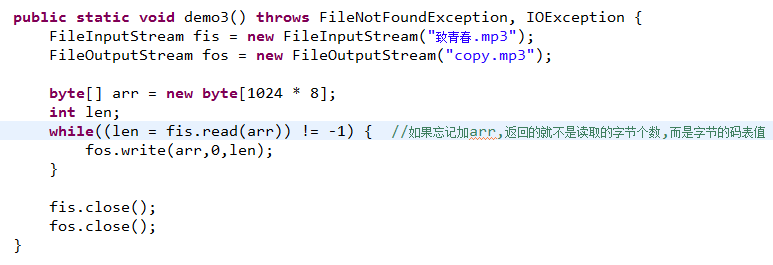 public static void demo3() throws FileNotFoundException, IOException {
FileInputStream fis = new FileInputStream("致青春.mp3");
FileOutputStream fos = new FileOutputStream("copy.mp3");
byte[] arr = new byte[1024 * 8];
int len;
while((len = fis.read(arr)) != -1) { //如果忘记加arr,返回的就不是读取的字节个数,而是字节的码表值
fos.write(arr,0,len);
}
fis.close();
fos.close();
}